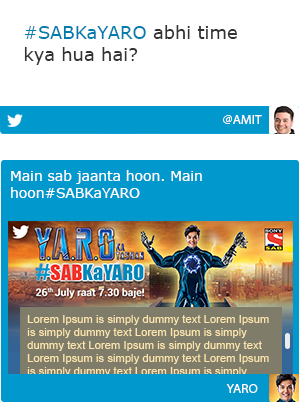 #SABKaYARO abhi time
kya hua hai?
@AMIT
Main sab jaanta hoon. Main
hoon#SABKaYARO
Y.A.R.O
KA
TASHAN
SONY
SAB
#SABKaYARO
26th July raat 7.30 baje!
Lorem Ipsum is simply dummy text Lorem Ipsum
is simply dummy text Lorem Ipsum is simply
dummy text Lorem Ipsum is simply dummy text
Lorem Ipsum is simply dummy text Lorem Ipsum
is simply dummy text Lorem Ipsum is simply
YARO